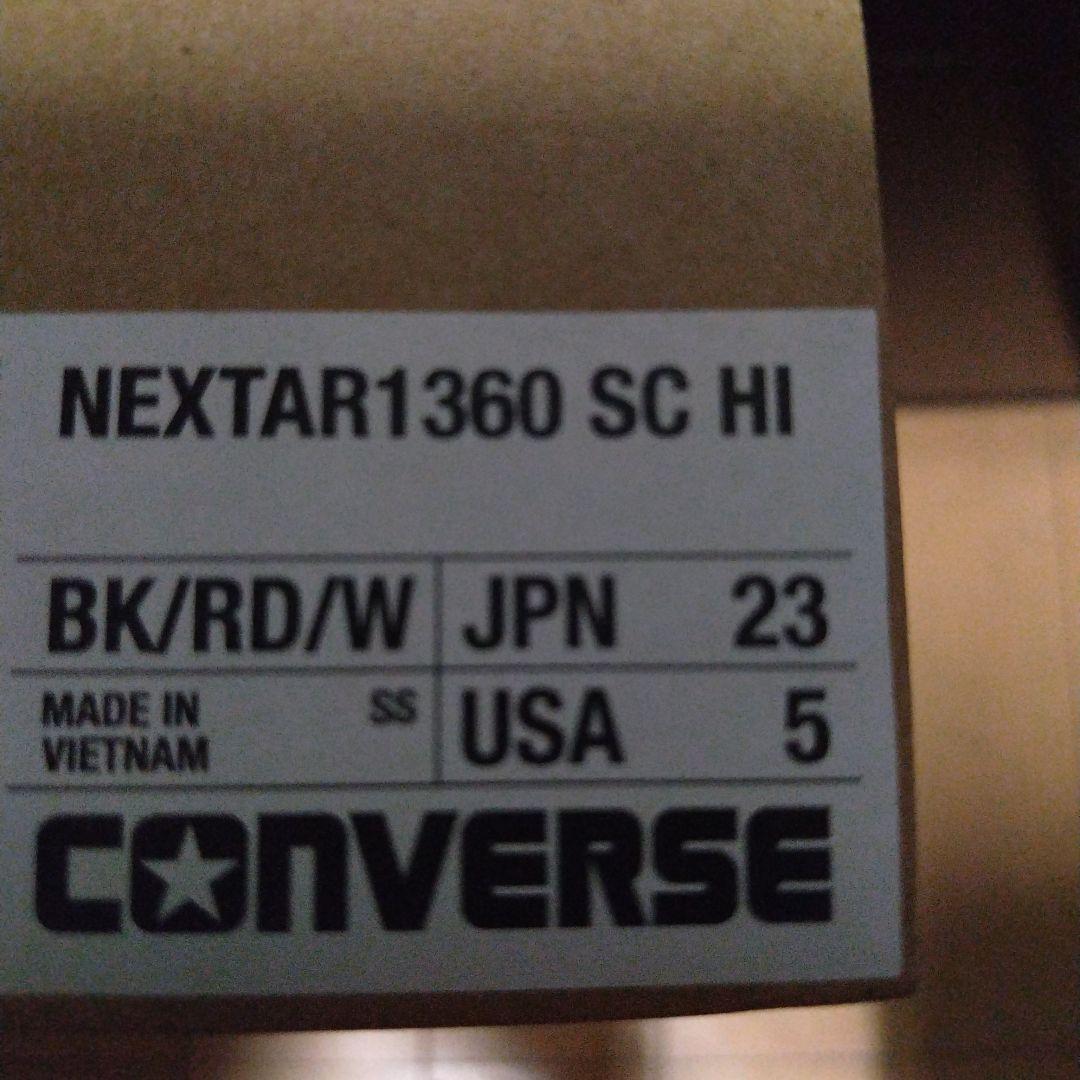 NEXTAR1360 SC HI
BK/RD/W JPN 23
MADE IN VIETNAM SS USA 5
CONVERSE